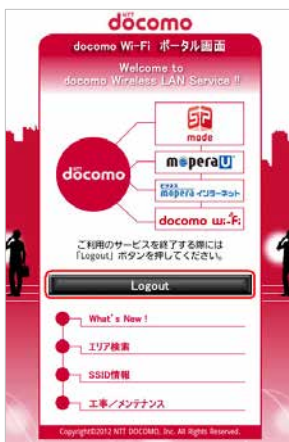 NTT
docomo
docomo Wi-Fi ポータル画面
Welcome to
docomo Wireless LAN Service !!
SP
mode
NTT
docomo
mopera U
ビジネス
mopera インターネット
docomo Wi-Fi
ご利用のサービスを終了する際には
「Logout」ボタンを押してください。
Logout
What's New !
エリア検索
SSID情報
工事／メンテナンス
Copyright©2012 NTT DOCOMO, Inc. All Rights Reserved.